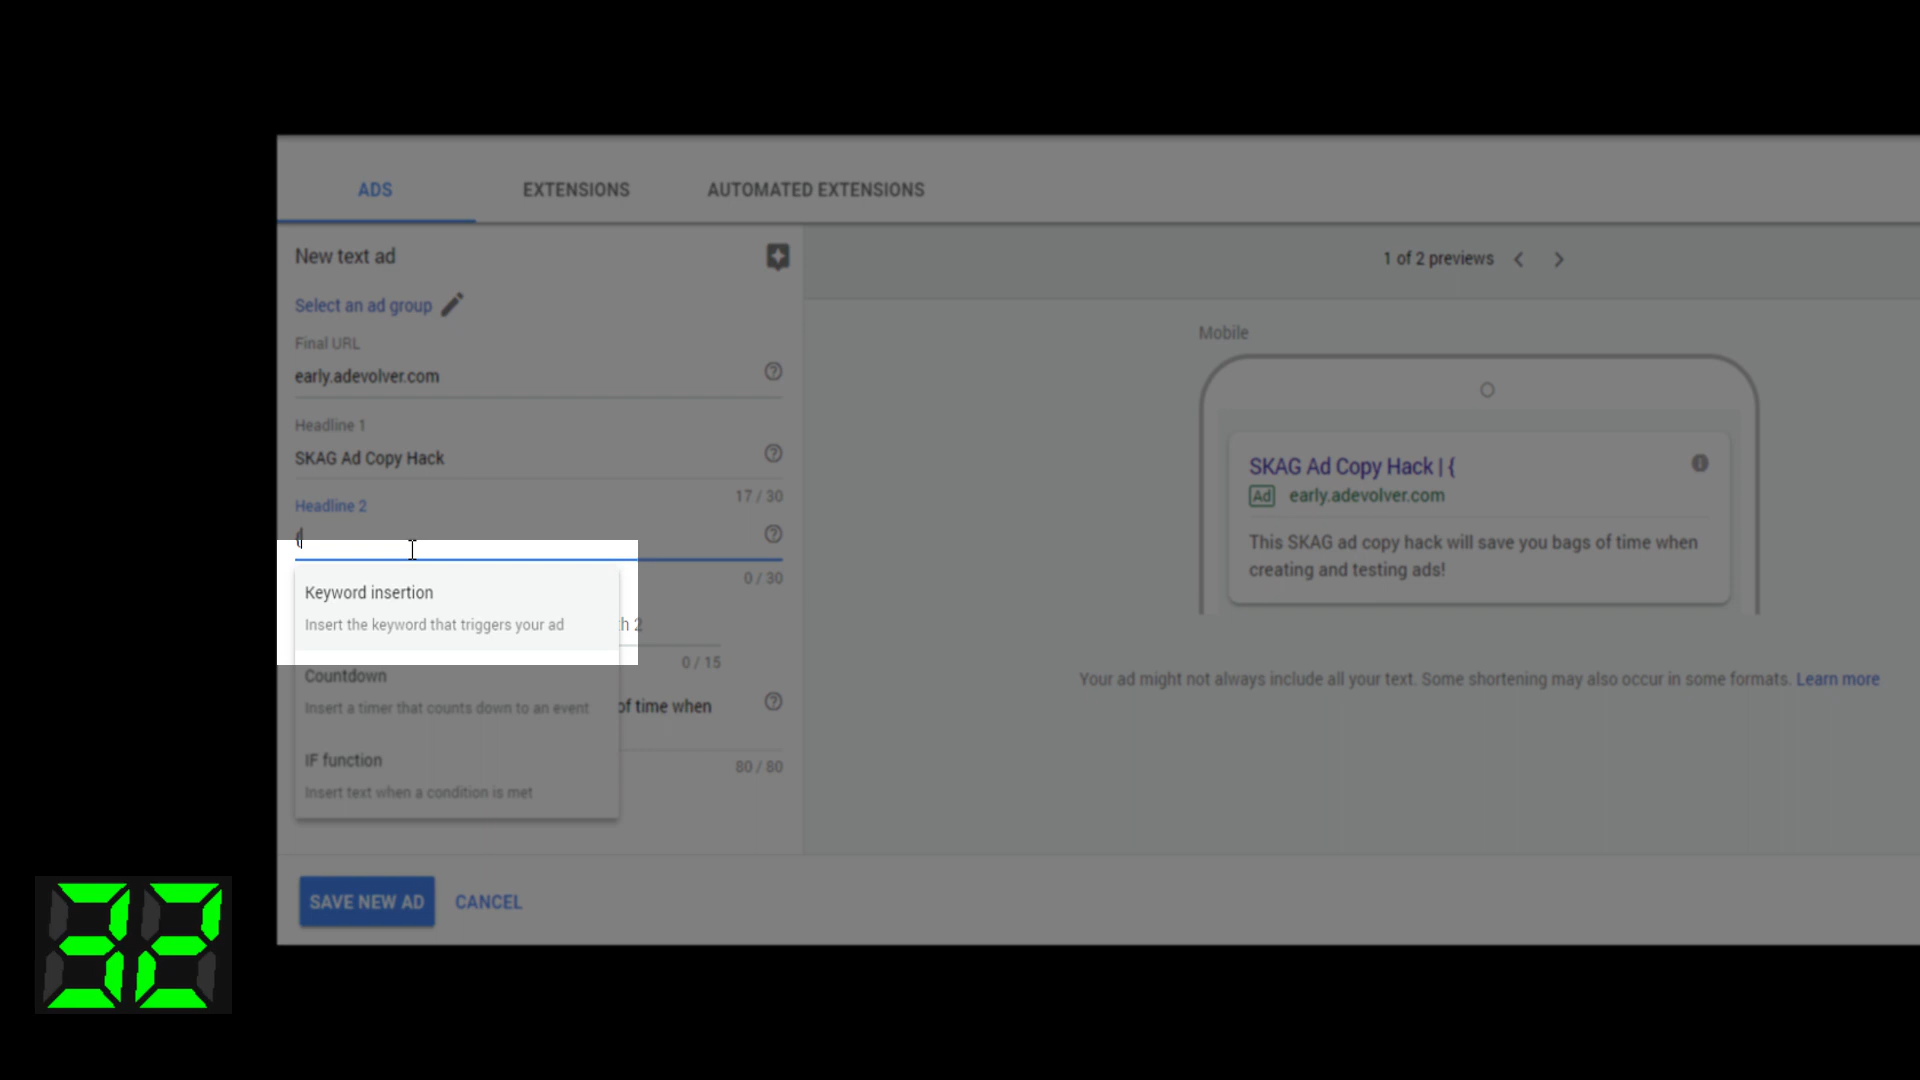 ADS EXTENSIONS AUTOMATED EXTENSIONS
New text ad
Select an ad group
Final URL
early.adevolver.com
Headline 1
SKAG Ad Copy Hack
17 / 30
Headline 2
{
0 / 30
Keyword insertion
Insert the keyword that triggers your ad
h 2
0 / 15
Countdown
Insert a timer that counts down to an event
of time when
IF function
80 / 80
Insert text when a condition is met
SAVE NEW AD CANCEL
1 of 2 previews
Mobile
SKAG Ad Copy Hack | {
Ad early.adevolver.com
This SKAG ad copy hack will save you bags of time when
creating and testing ads!
Your ad might not always include all your text. Some shortening may also occur in some formats. Learn more
32